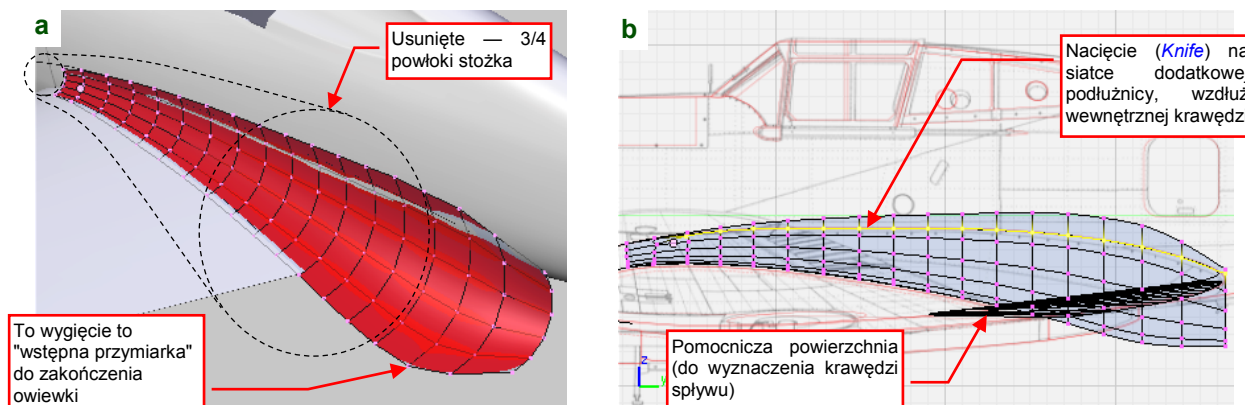 a
Usunięte — 3/4
powłoki stożka
To wygięcie to
"wstępna przymiarka"
do zakończenia
owiewki
b
Nacięcie (Knife) na
siatce dodatkowej
podłużnicy, wzdłuż
wewnętrznej krawędz
Pomocnicza powierzchnia
(do wyznaczenia krawędzi
spływu)
z
y